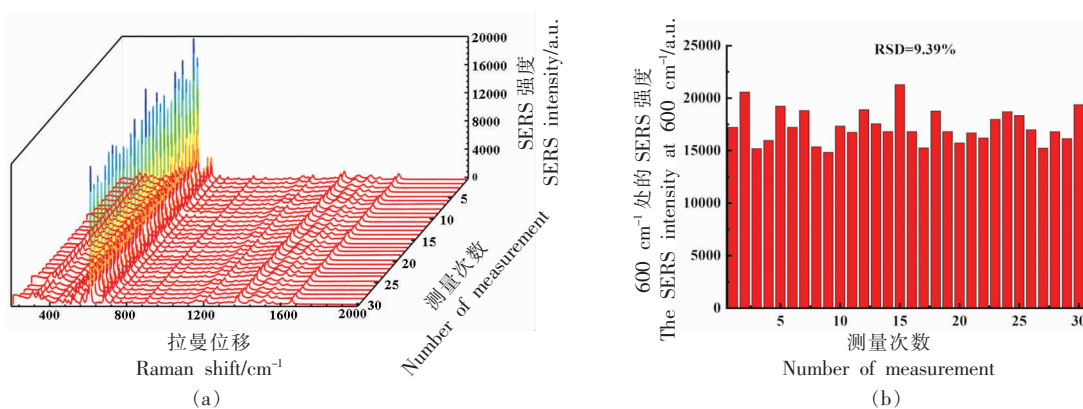 20000
16000
12000
8000
4000
0
SERS 强度
SERS intensity/a.u.
5
10
15
20
25
30
测量次数
Number of measurement
400
800
1200
1600
2000
拉曼位移
Raman shift/cm⁻¹
(a)
600 cm⁻¹ 处的 SERS 强度
The SERS intensity at 600 cm⁻¹/a.u.
RSD=9.39%
25000
20000
15000
10000
5000
0
5
10
15
20
25
30
测量次数
Number of measurement
(b)